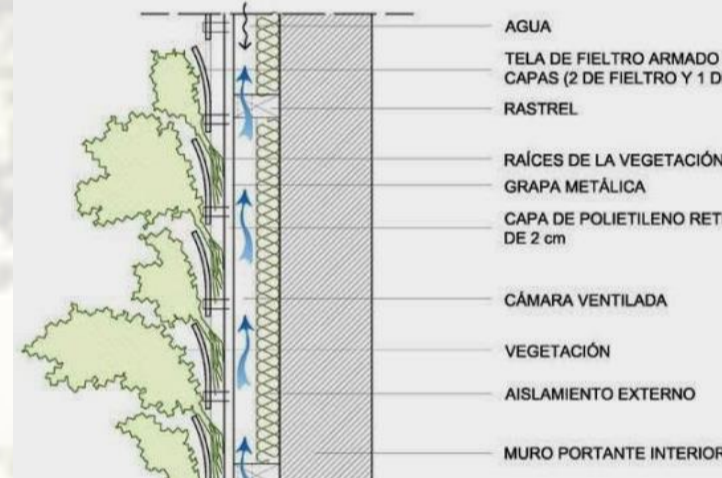 AGUA
TELA DE FIELTRO ARMADO
CAPAS (2 DE FIELTRO Y 1 D
RASTREL
RAÍCES DE LA VEGETACIÓN
GRAPA METÁLICA
CAPA DE POLIETILENO RET
DE 2 cm
CÁMARA VENTILADA
VEGETACIÓN
AISLAMIENTO EXTERNO
MURO PORTANTE INTERIOR